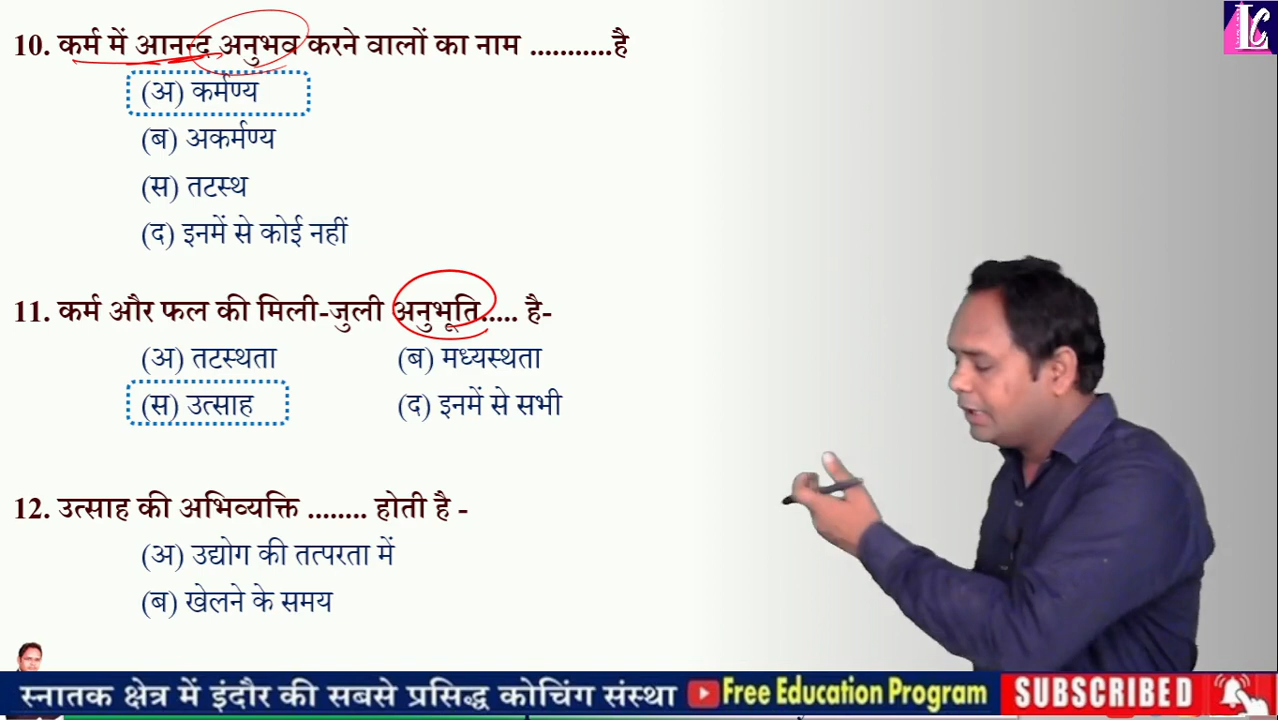 10. कर्म में आनन्द अनुभव करने वालों का नाम ...........है
(अ) कर्मण्य
(ब) अकर्मण्य
(स) तटस्थ
(द) इनमें से कोई नहीं
11. कर्म और फल की मिली-जुली अनुभूति..... है-
(अ) तटस्थता (ब) मध्यस्थता
(स) उत्साह (द) इनमें से सभी
12. उत्साह की अभिव्यक्ति ........ होती है -
(अ) उद्योग की तत्परता में
(ब) खेलने के समय
स्नातक क्षेत्र में इंदौर की सबसे प्रसिद्ध कोचिंग संस्था Free Education Program SUBSCRIBED
LC